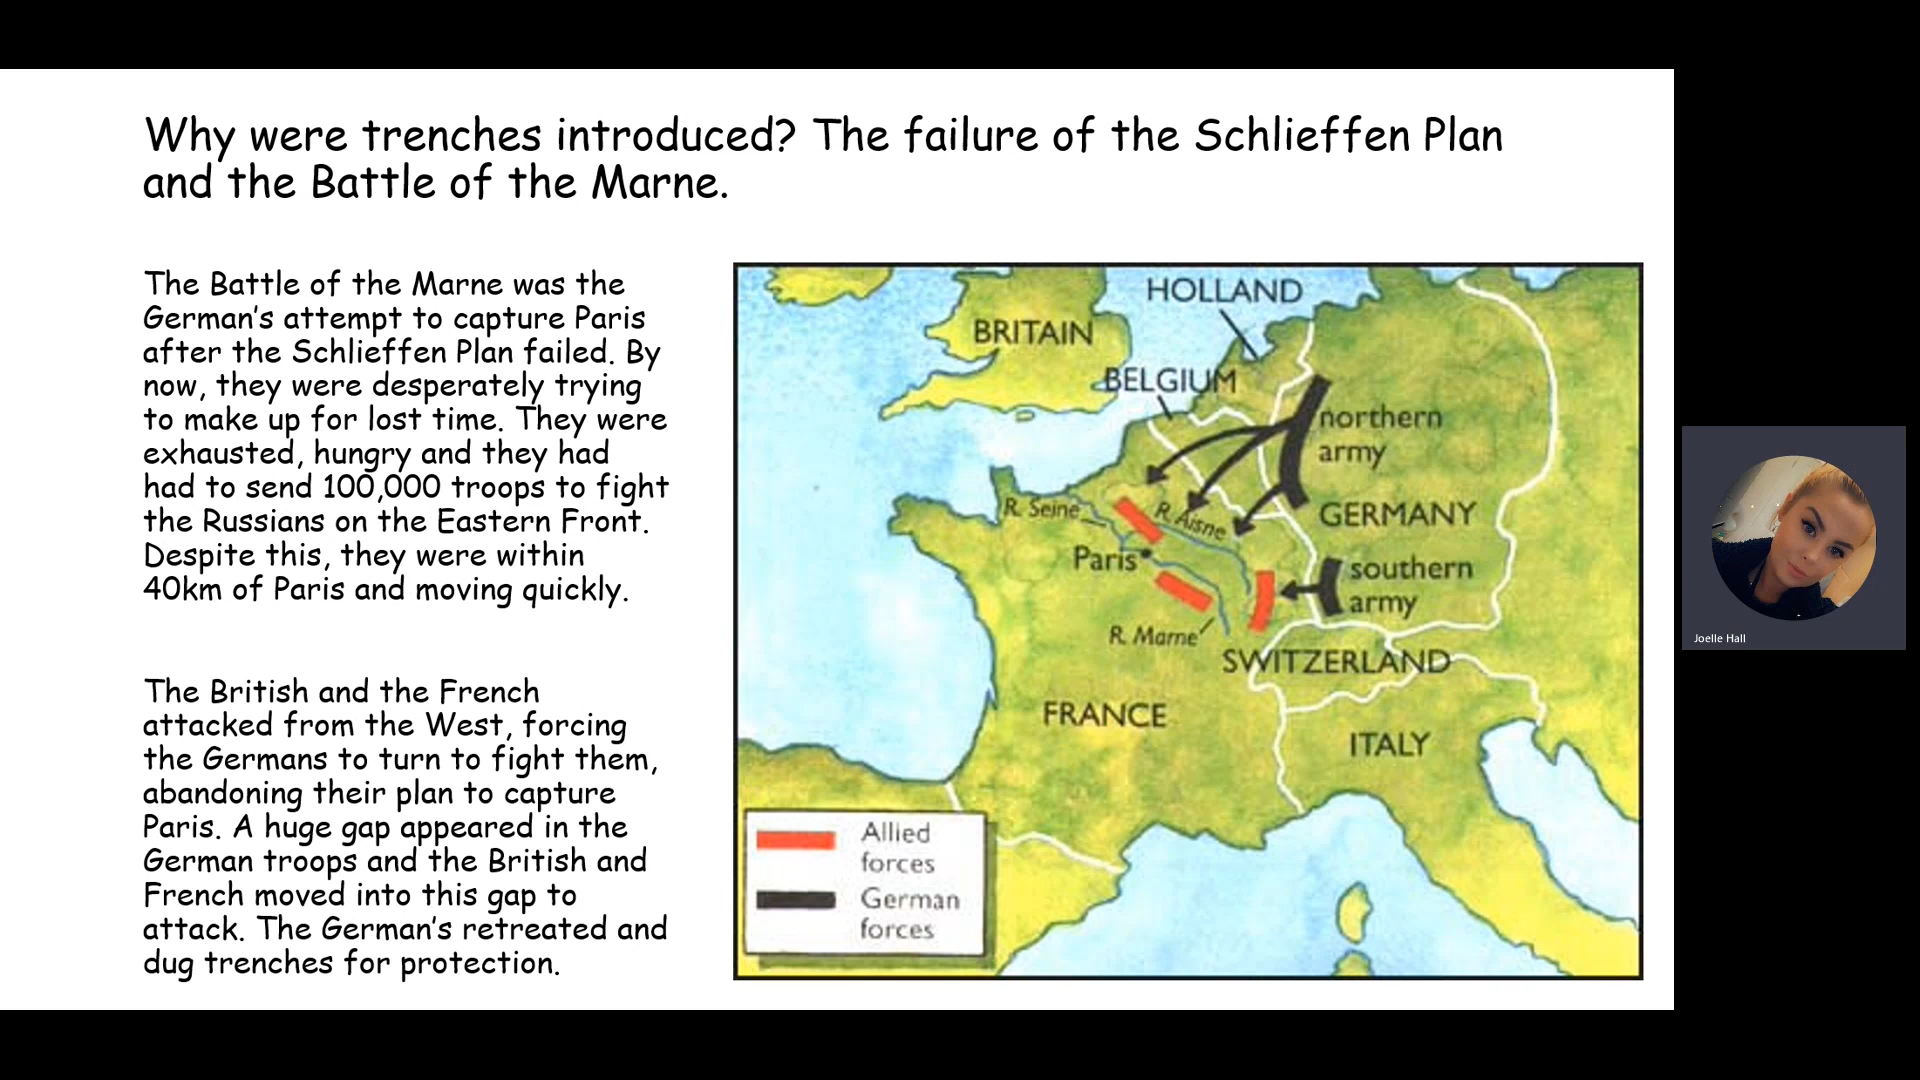 Why were trenches introduced? The failure of the Schlieffen Plan
and the Battle of the Marne.
The Battle of the Marne was the
German's attempt to capture Paris
after the Schlieffen Plan failed. By
now, they were desperately trying
to make up for lost time. They were
exhausted, hungry and they had
had to send 100,000 troops to fight
the Russians on the Eastern Front.
Despite this, they were within
40km of Paris and moving quickly.
The British and the French
attacked from the West, forcing
the Germans to turn to fight them,
abandoning their plan to capture
Paris. A huge gap appeared in the
German troops and the British and
French moved into this gap to
attack. The German's retreated and
dug trenches for protection.
HOLLAND
BRITAIN
BELGIUM
northern
army
R. Seine
R. Aisne
GERMANY
Paris
southern
army
R. Marne
SWITZERLAND
FRANCE
ITALY
Allied
forces
German
forces
Joelle Hall